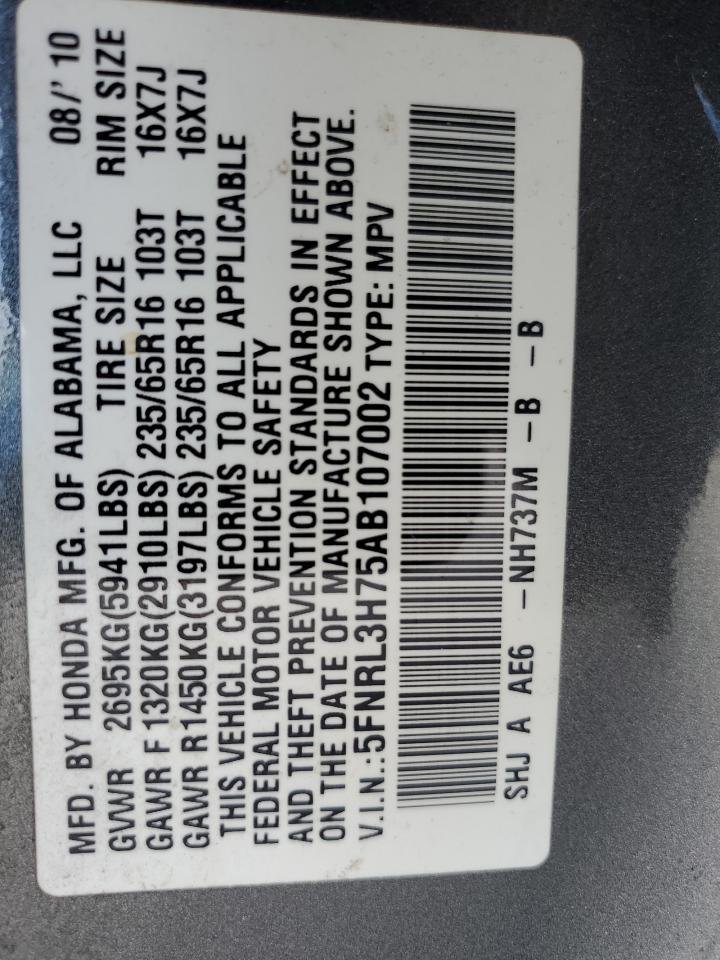 MFD. BY HONDA MFG. OF ALABAMA, LLC 08/' 10
GVWR 2695KG(5941LBS) TIRE SIZE RIM SIZE
GAWR F 1320KG(2910LBS) 235/65R16 103T 16X7J
GAWR R1450KG(3197LBS) 235/65R16 103T 16X7J
THIS VEHICLE CONFORMS TO ALL APPLICABLE
FEDERAL MOTOR VEHICLE SAFETY
AND THEFT PREVENTION STANDARDS IN EFFECT
ON THE DATE OF MANUFACTURE SHOWN ABOVE.
V.I.N.:5FNRL3H75AB107002 TYPE: MPV
SHJ A AE6 -NH737M -B -B